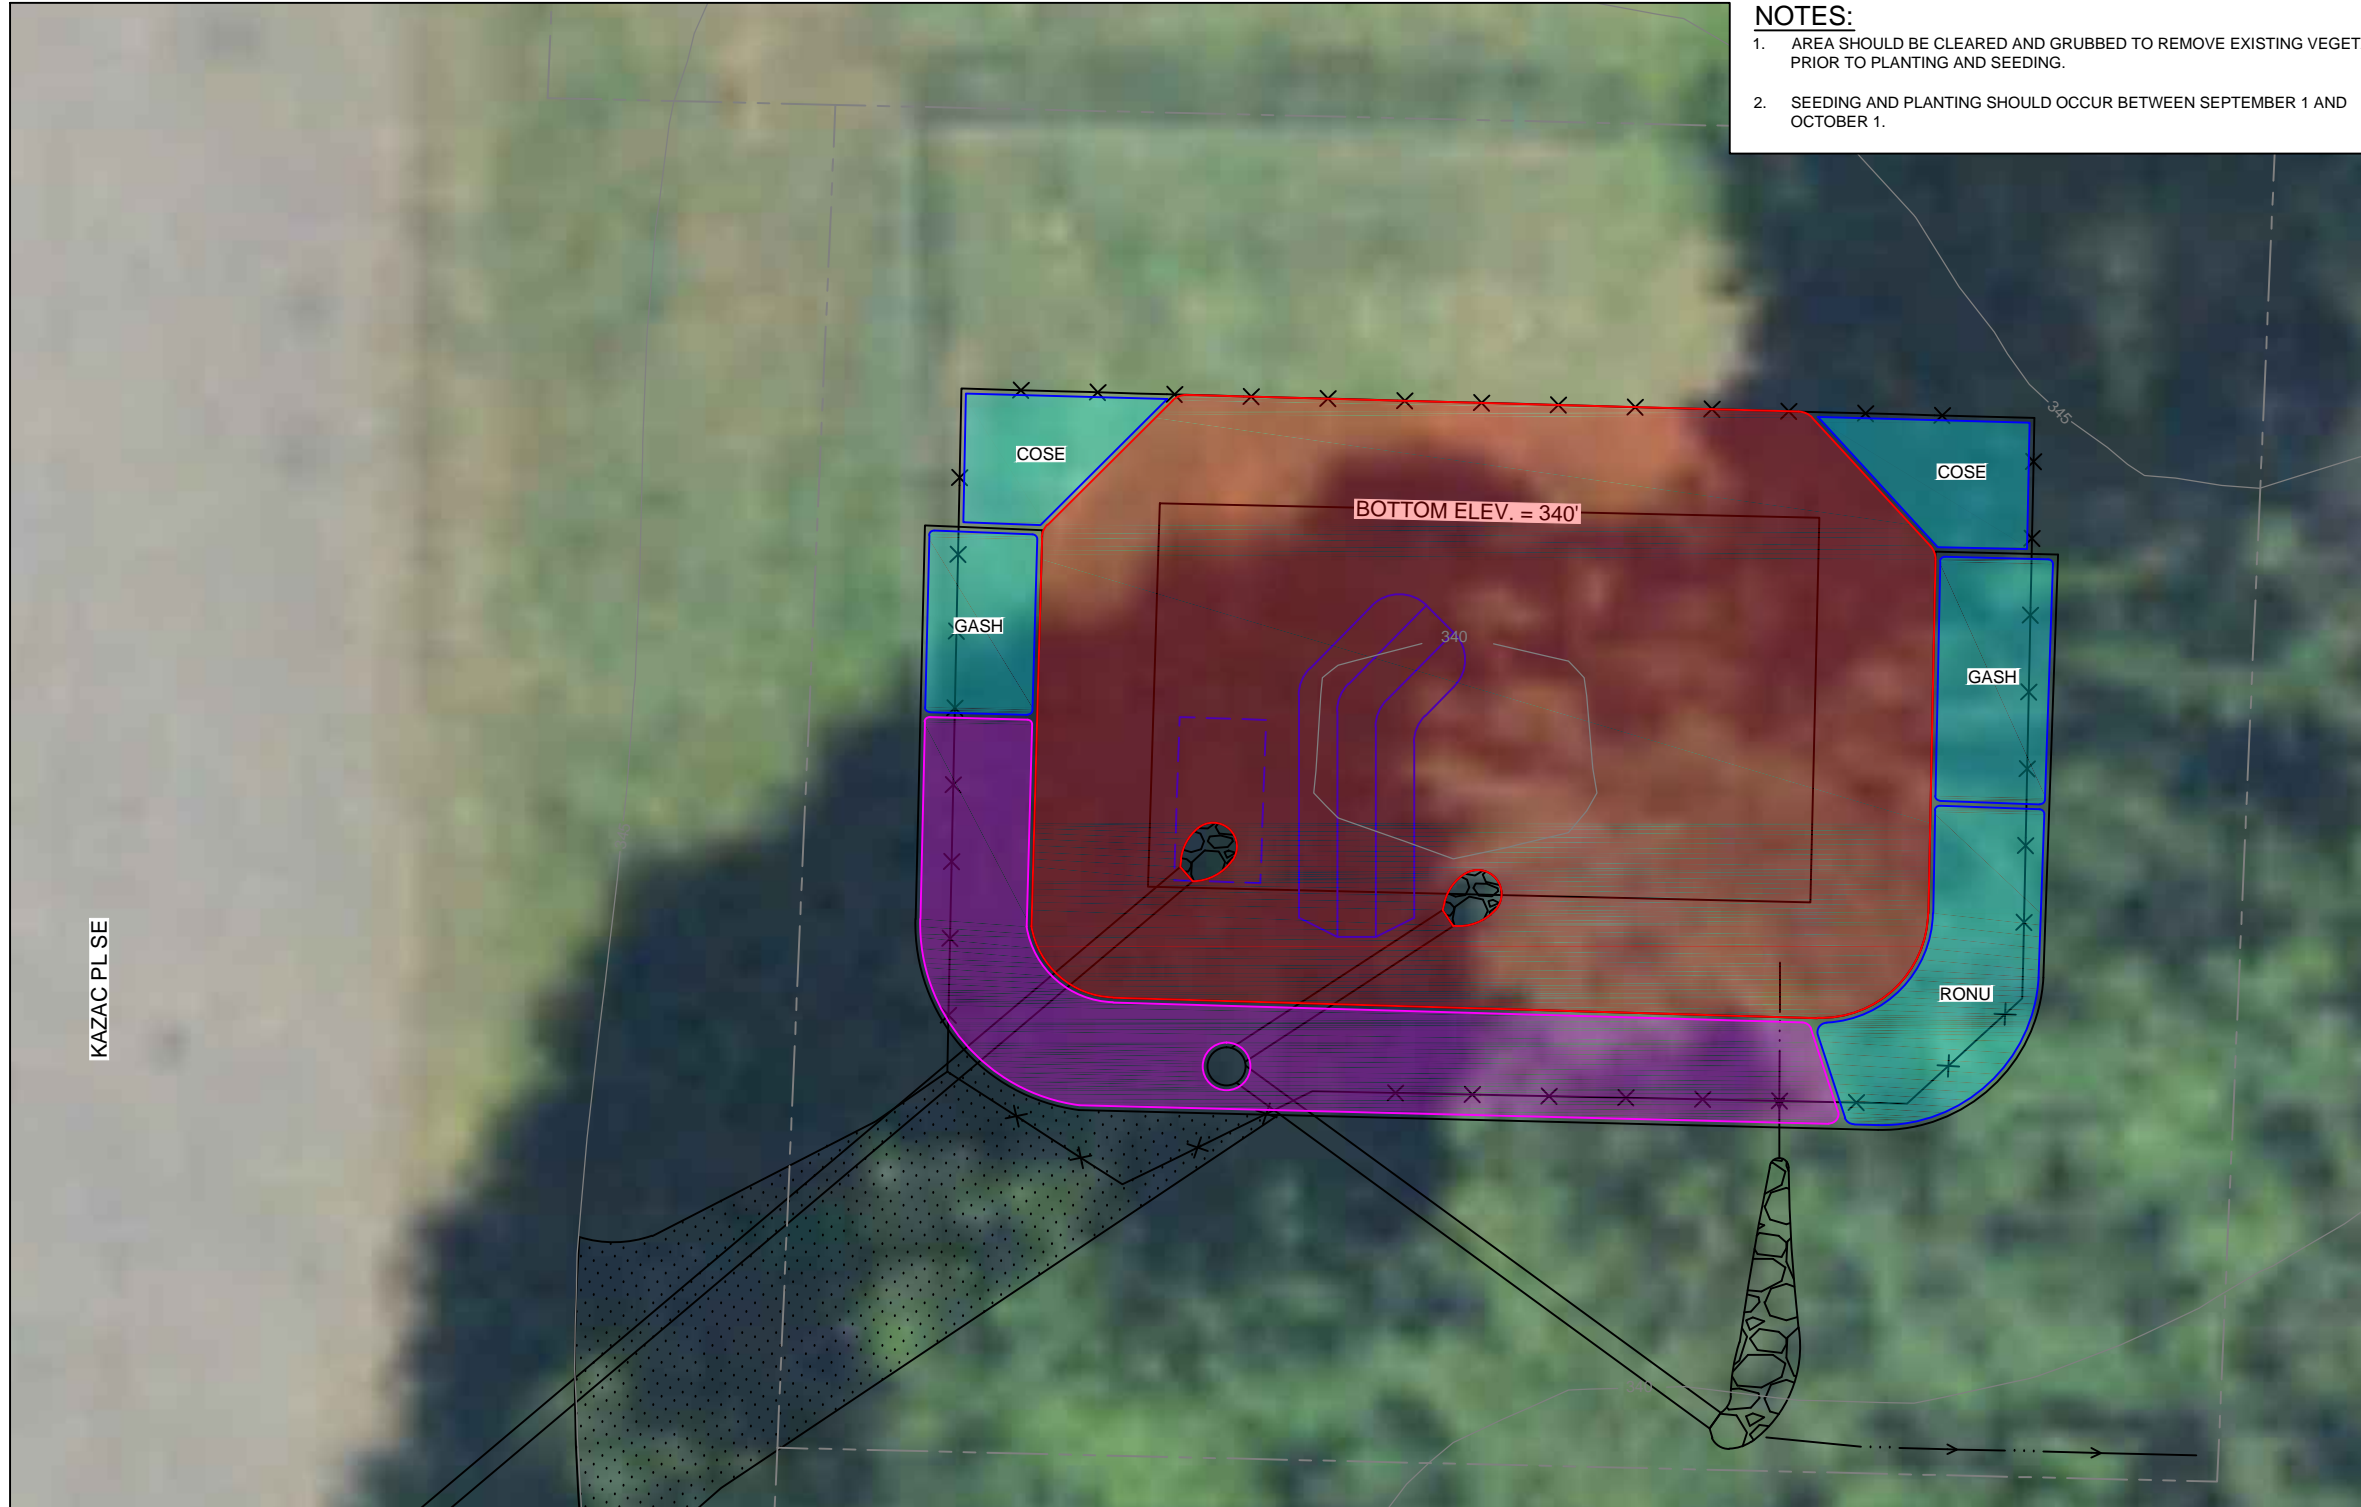 NOTES:
1. AREA SHOULD BE CLEARED AND GRUBBED TO REMOVE EXISTING VEGET
PRIOR TO PLANTING AND SEEDING.
2. SEEDING AND PLANTING SHOULD OCCUR BETWEEN SEPTEMBER 1 AND
OCTOBER 1.
345
COSE
COSE
BOTTOM ELEV. = 340'
GASH
340
GASH
KAZAC PL SE
RONU